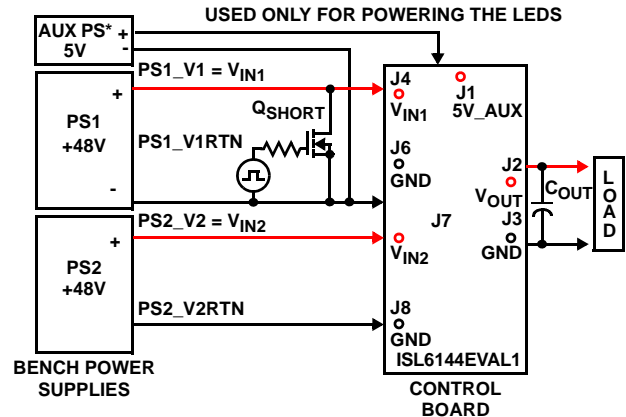 USED ONLY FOR POWERING THE LEDS
AUX PS* +
5V -
PS1_V1 = VIN1
+
PS1
+48V
-
QSHORT
PS1_V1RTN
J4
VIN1
J1
5V_AUX
J6
GND
J2
VOUT
COUT
LOAD
J3
GND
J7
PS2_V2 = VIN2
+
PS2
+48V
VIN2
PS2_V2RTN
J8
GND
ISL6144EVAL1
BENCH POWER
SUPPLIES
CONTROL
BOARD